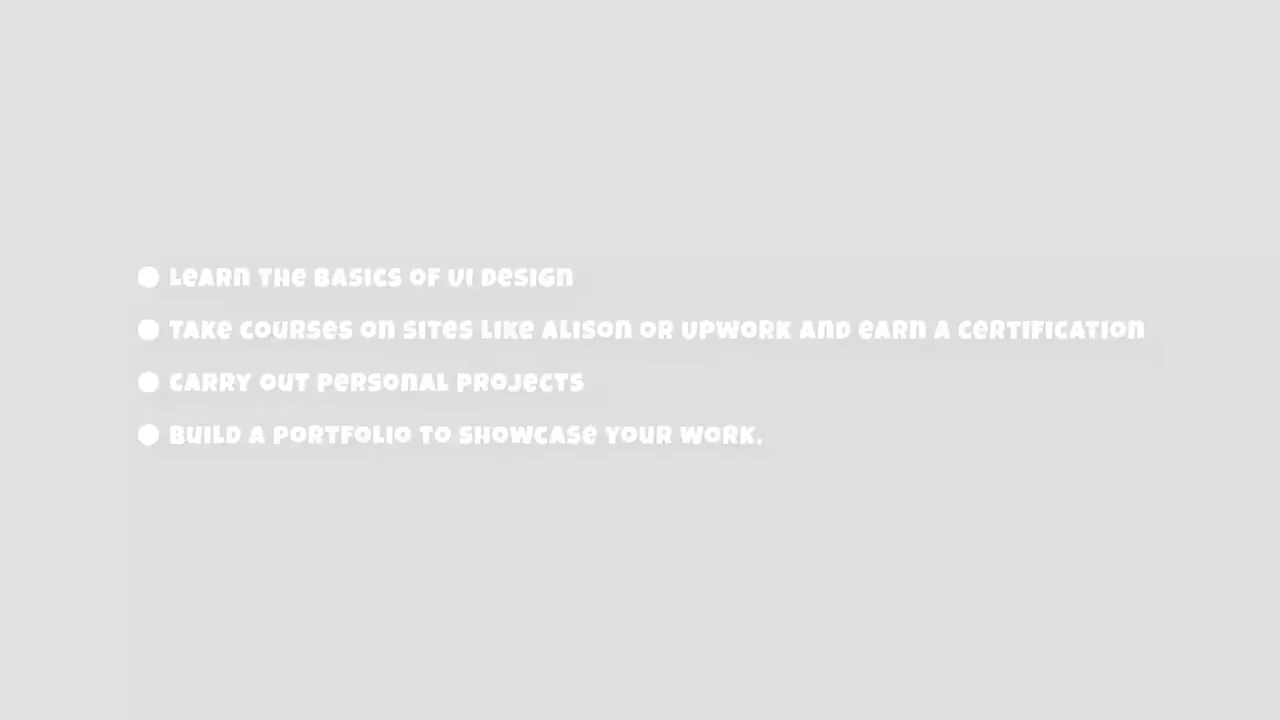 ● Learn the basics of UI design
● Take courses on sites like Alison or Upwork and earn a certification
● Carry out personal projects
● Build a portfolio to showcase your work.